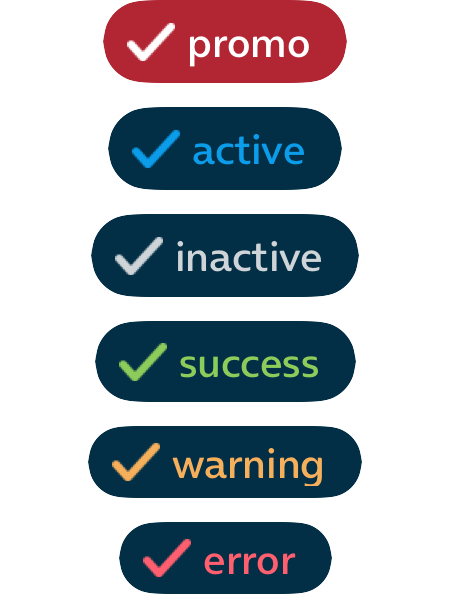 promo
active
inactive
success
warning
error